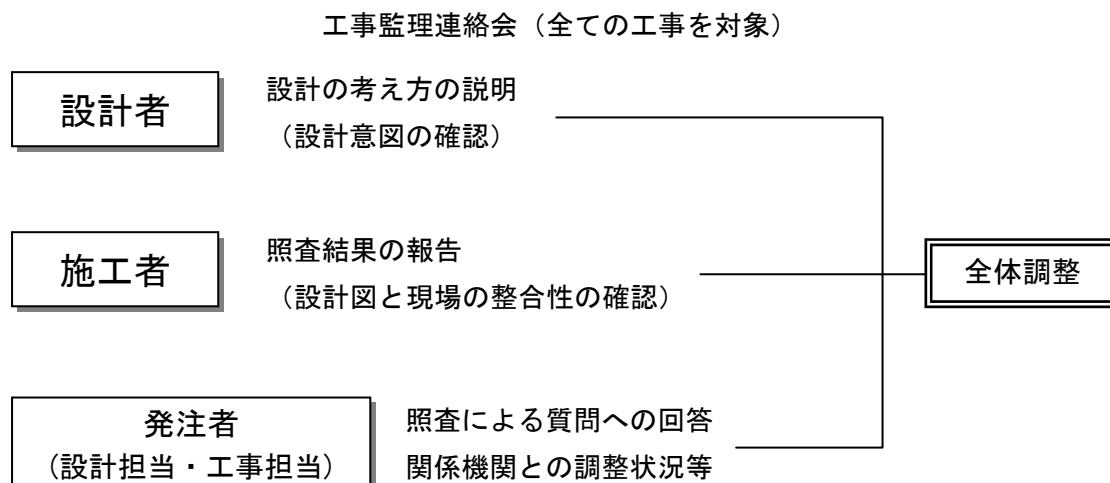 工事監理連絡会（全ての工事を対象）
設計者
設計の考え方の説明
（設計意図の確認）
施工者
照査結果の報告
（設計図と現場の整合性の確認）
全体調整
発注者
（設計担当・工事担当）
照査による質問への回答
関係機関との調整状況等